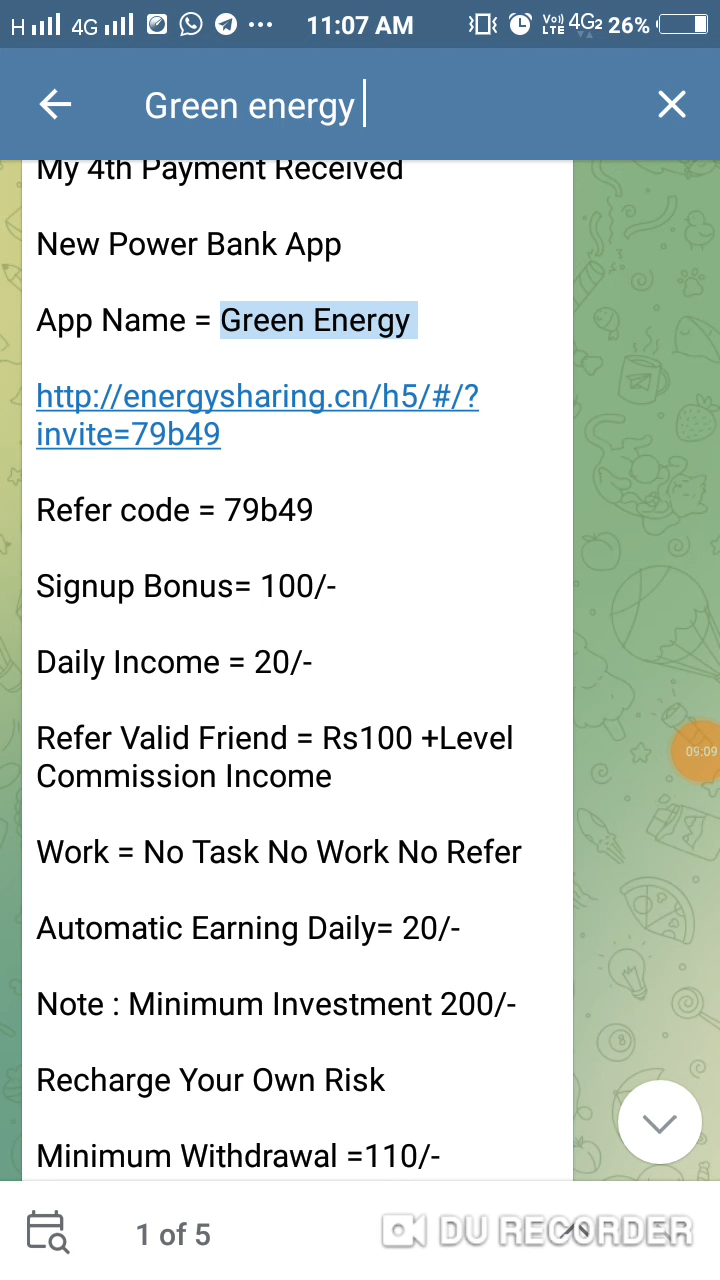 H 4G 11:07 AM Vo)) LTE 4G2 26%
Green energy
My 4th Payment Received
New Power Bank App
App Name = Green Energy
http://energysharing.cn/h5/#/?
invite=79b49
Refer code = 79b49
Signup Bonus= 100/-
Daily Income = 20/-
Refer Valid Friend = Rs100 +Level
Commission Income
09:09
Work = No Task No Work No Refer
Automatic Earning Daily= 20/-
Note : Minimum Investment 200/-
Recharge Your Own Risk
Minimum Withdrawal =110/-
1 of 5
DU RECORDER